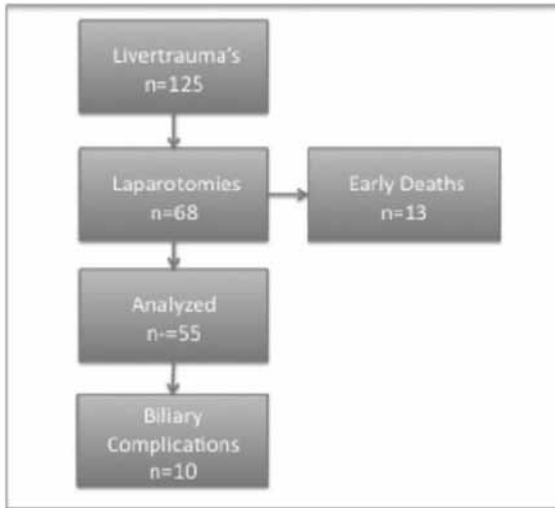 Livertrauma's
n=125
Laparotomies
n=68
Early Deaths
n=13
Analyzed
n-=55
Biliary
Complications
n=10